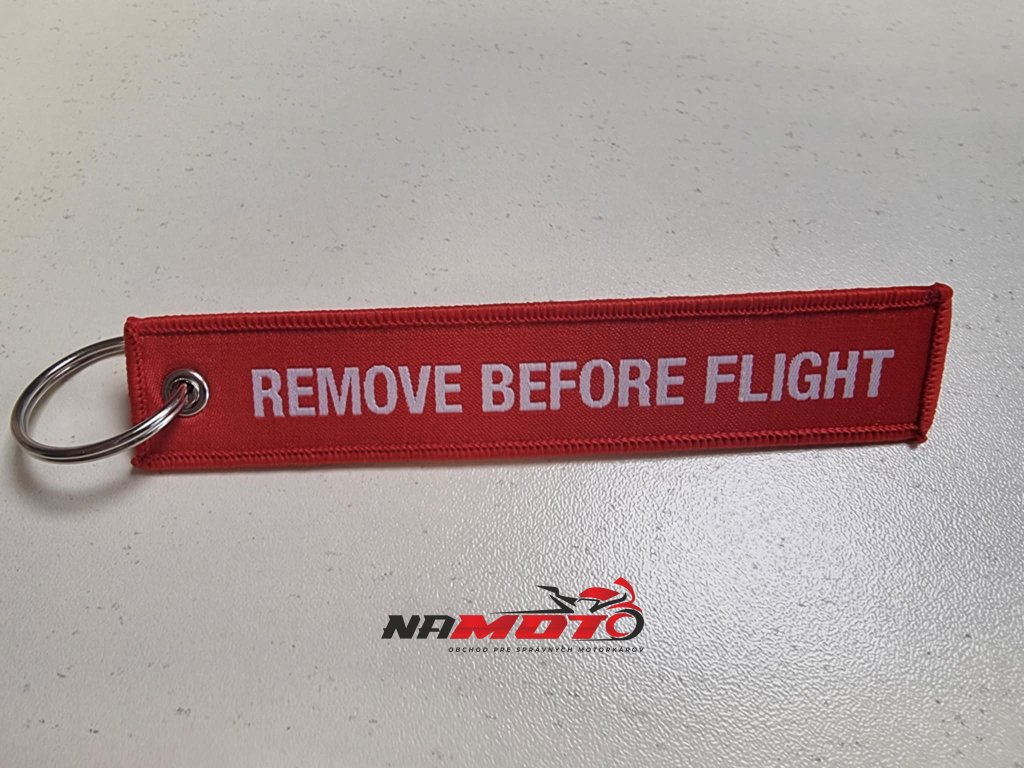 REMOVE BEFORE FLIGHT
NAMOTO
OBCHOD PRE SPRÁVNYCH MOTORKÁROV